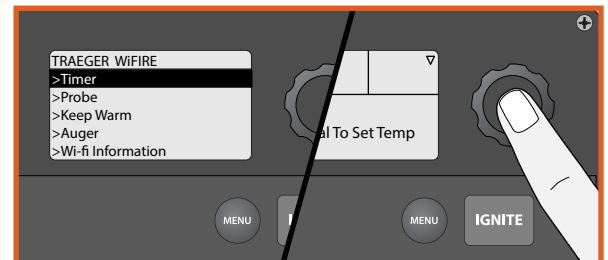 TRAEGER WiFIRE
>Timer
>Probe
>Keep Warm
>Auger
>Wi-fi Information
MENU
al To Set Temp
MENU
IGNITE